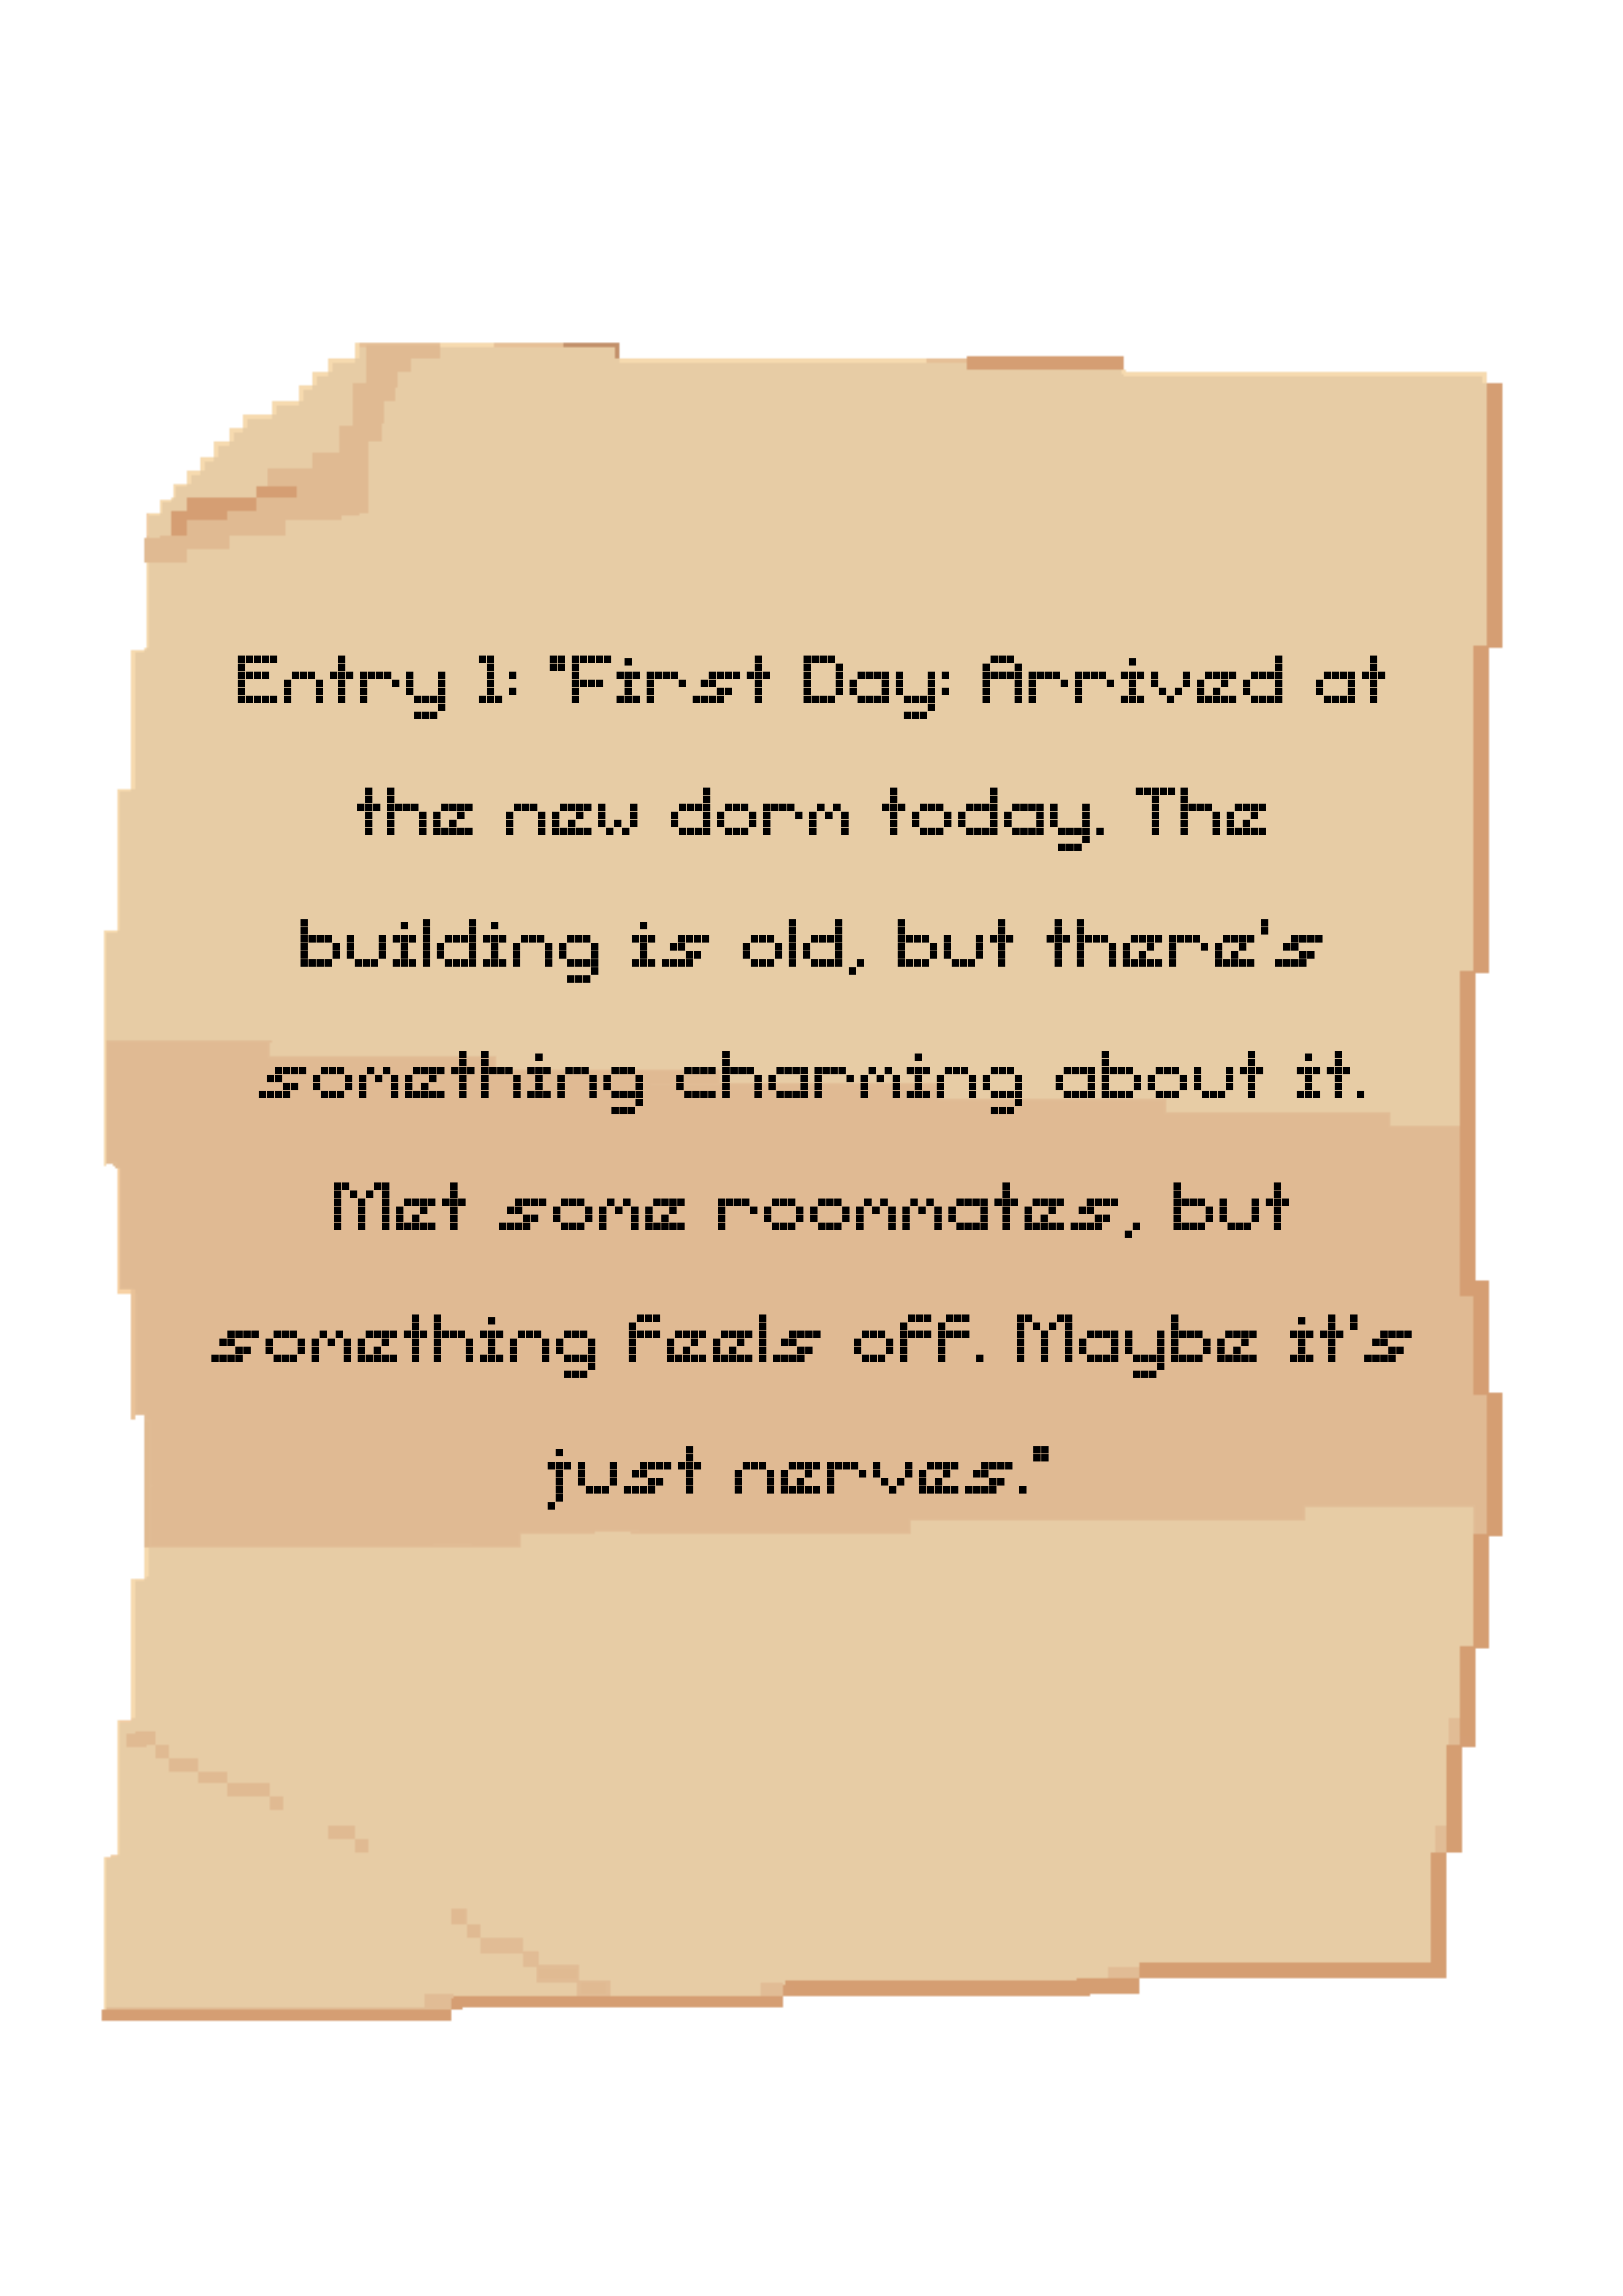 Entry 1: "First Day: Arrived at
the new dorm today. The
building is old, but there's
something charming about it.
Met some roommates, but
something feels off. Maybe it's
just nerves."